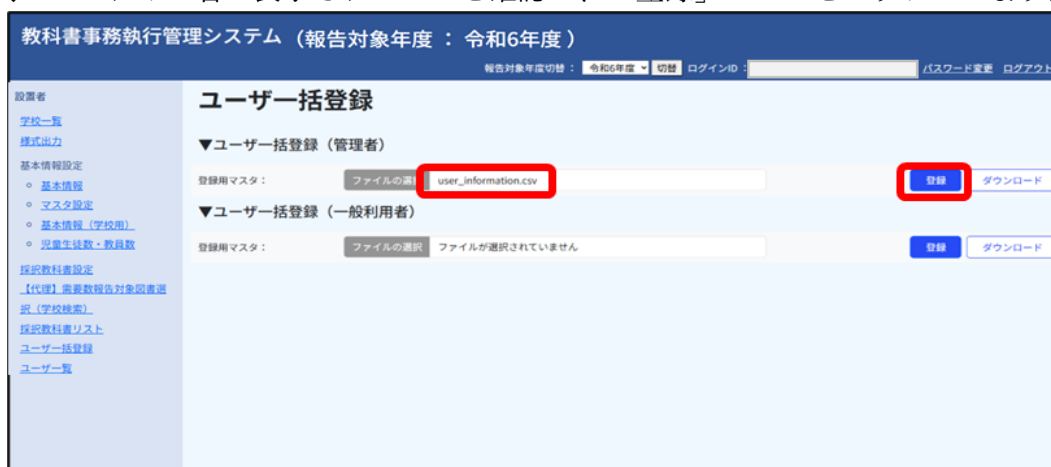 教科書事務執行管理システム（報告対象年度 ： 令和6年度 ）
報告対象年度切替 ： 令和6年度 切替 ログインID : パスワード変更 ログアウト
設置者
学校一覧
様式出力
基本情報設定
基本情報
マスタ設定
基本情報（学校用）
児童生徒数・教員数
採択教科書設定
【代理】需要数報告対象図書選
択（学校検索）
採択教科書リスト
ユーザ一括登録
ユーザ一覧
ユーザ一括登録
▼ユーザー括登録（管理者）
登録用マスタ： ファイルの選 user_information.csv 登録 ダウンロード
▼ユーザー括登録（一般利用者）
登録用マスタ： ファイルの選択 ファイルが選択されていません 登録 ダウンロード